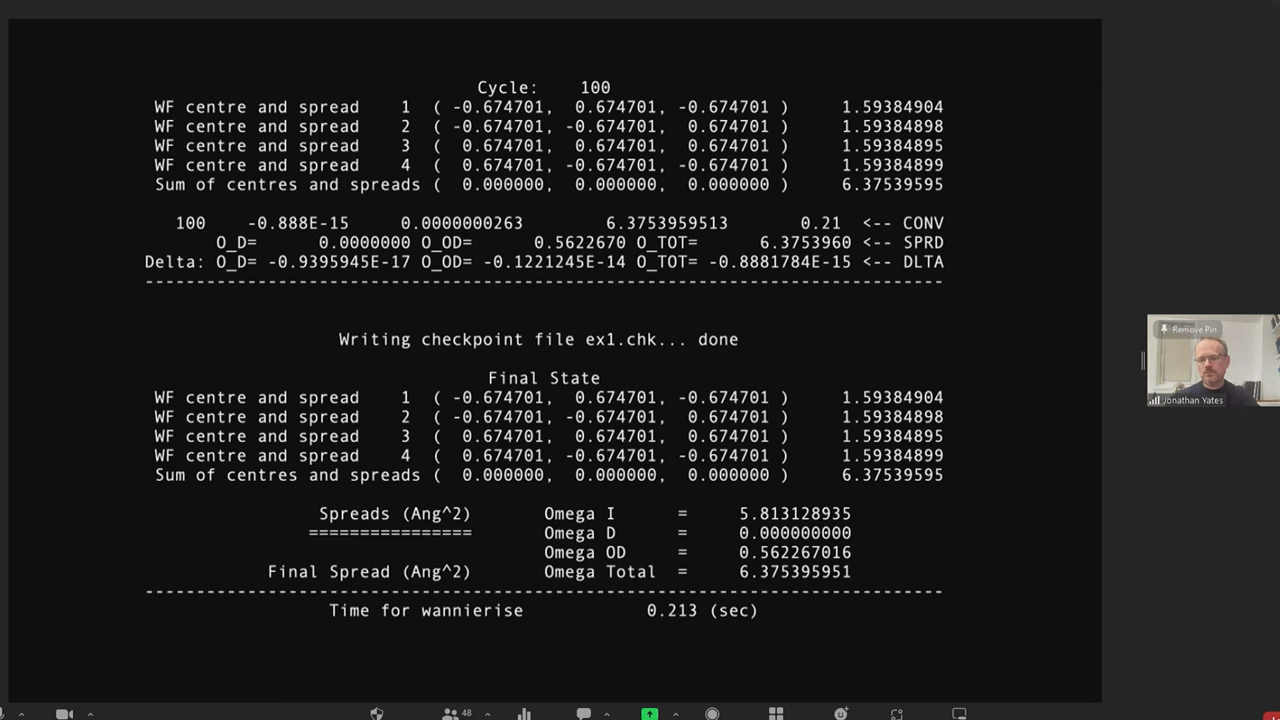 Cycle: 100
WF centre and spread 1 ( -0.674701, 0.674701, -0.674701 ) 1.59384904
WF centre and spread 2 ( -0.674701, -0.674701, 0.674701 ) 1.59384898
WF centre and spread 3 ( 0.674701, 0.674701, 0.674701 ) 1.59384895
WF centre and spread 4 ( 0.674701, -0.674701, -0.674701 ) 1.59384899
Sum of centres and spreads ( 0.000000, 0.000000, 0.000000 ) 6.37539595
100 -0.888E-15 0.0000000263 6.3753959513 0.21 <-- CONV
O_D= 0.0000000 O_OD= 0.5622670 O_TOT= 6.3753960 <-- SPRD
Delta: O_D= -0.9395945E-17 O_OD= -0.1221245E-14 O_TOT= -0.8881784E-15 <-- DLTA
------------------------------------------------------------------------------
Writing checkpoint file ex1.chk... done
Final State
WF centre and spread 1 ( -0.674701, 0.674701, -0.674701 ) 1.59384904
WF centre and spread 2 ( -0.674701, -0.674701, 0.674701 ) 1.59384898
WF centre and spread 3 ( 0.674701, 0.674701, 0.674701 ) 1.59384895
WF centre and spread 4 ( 0.674701, -0.674701, -0.674701 ) 1.59384899
Sum of centres and spreads ( 0.000000, 0.000000, 0.000000 ) 6.37539595
Spreads (Ang^2) Omega I = 5.813128935
================ Omega D = 0.000000000
Omega OD = 0.562267016
Final Spread (Ang^2) Omega Total = 6.375395951
------------------------------------------------------------------------------
Time for wannierise 0.213 (sec)
Remove Pin
Jonathan Yates
48